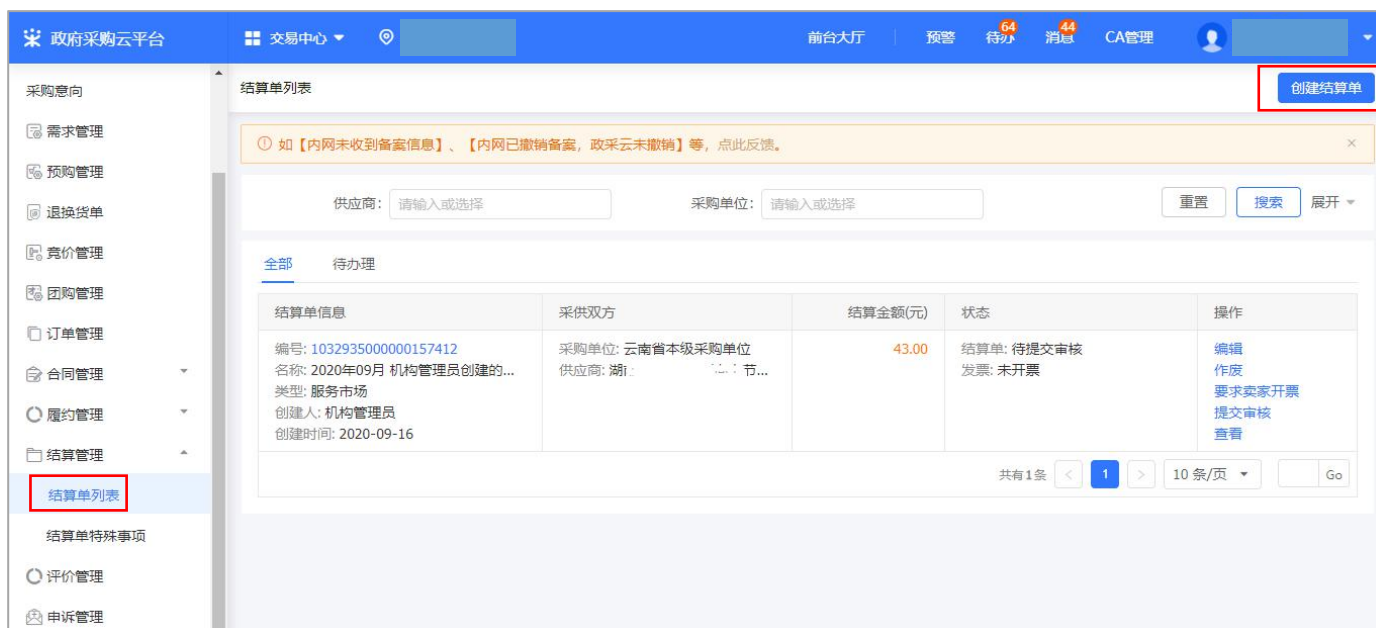 政府采购云平台
交易中心
前台大厅
预警
待办
64
消息
44
CA管理
采购意向
需求管理
预购管理
退换货单
竞价管理
团购管理
订单管理
合同管理
履约管理
结算管理
结算单列表
结算单特殊事项
评价管理
申诉管理
结算单列表
创建结算单
如【内网未收到备案信息】、【内网已撤销备案，政采云未撤销】等，点此反馈。
供应商：
请输入或选择
采购单位：
请输入或选择
重置
搜索
展开
全部
待办理
结算单信息
采供双方
结算金额(元)
状态
操作
编号: 1032935000000157412
名称: 2020年09月 机构管理员创建的...
类型: 服务市场
创建人: 机构管理员
创建时间: 2020-09-16
采购单位: 云南省本级采购单位
供应商: 湖 节...
43.00
结算单: 待提交审核
发票: 未开票
编辑
作废
要求卖家开票
提交审核
查看
共有1条
<
1
>
10 条/页
Go